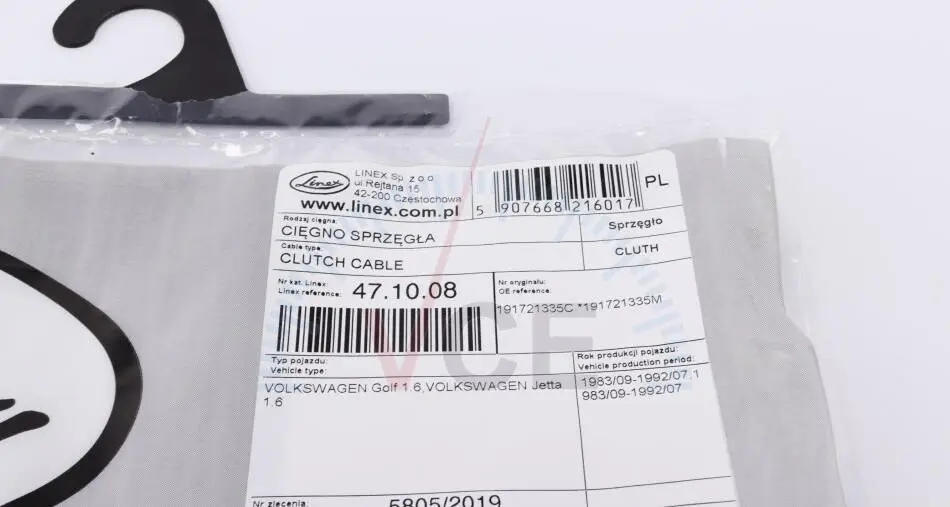 Linex
LINEX Sp. z o.o
ul.Rejtana 15
42-200 Częstochowa
www.linex.com.pl
5 907668 216017
PL
Rodzaj cięgna:
CIĘGNO SPRZĘGŁA
Sprzęgło
Cable type:
CLUTCH CABLE
CLUTH
Nr kat. Linex:
Linex reference:
47.10.08
Nr oryginału:
OE reference:
191721335C *191721335M
VCE
Typ pojazdu:
Vehicle type:
Rok produkcji pojazdu:
Vehicle production period:
VOLKSWAGEN Golf 1.6,VOLKSWAGEN Jetta
1.6
1983/09-1992/07,1
983/09-1992/07
Nr zlecenia
5805/2019